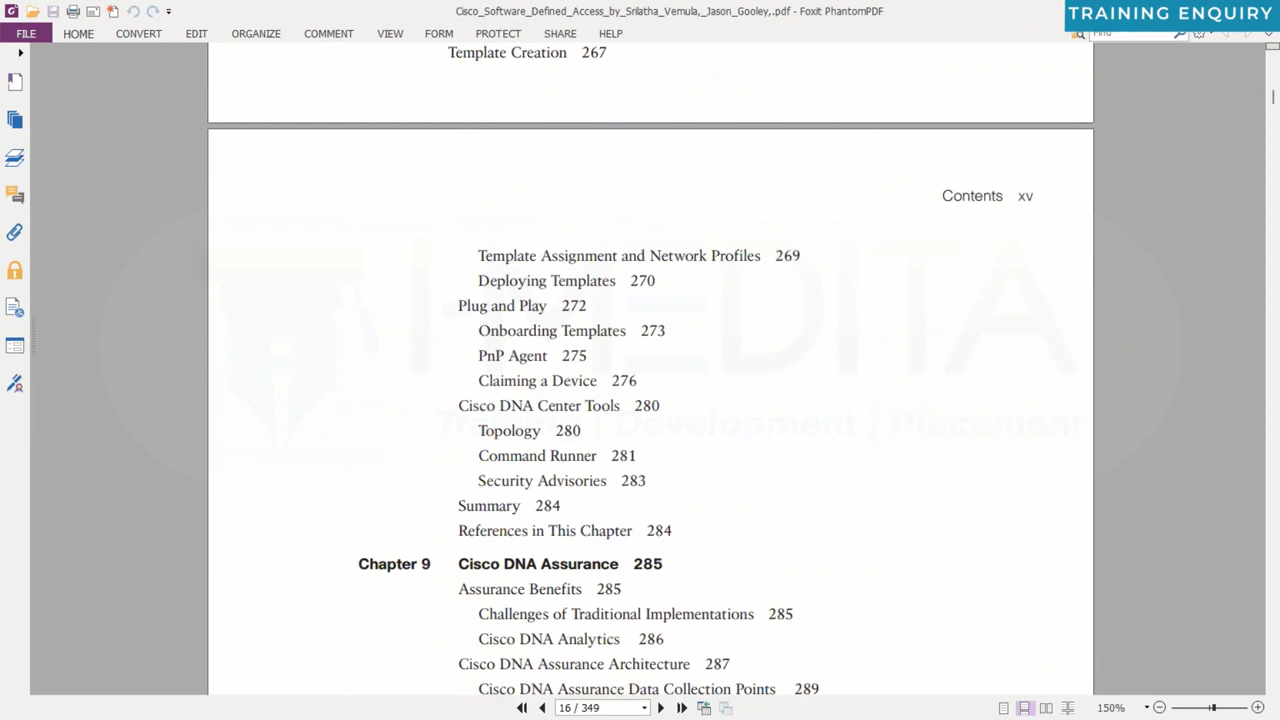 Cisco_Software_Defined_Access_by_Srilatha_Vemula,_Jason_Gooley,.pdf - Foxit PhantomPDF
TRAINING ENQUIRY
FILE HOME CONVERT EDIT ORGANIZE COMMENT VIEW FORM PROTECT SHARE HELP
Find
Template Creation 267
Contents xv
Template Assignment and Network Profiles 269
Deploying Templates 270
Plug and Play 272
Onboarding Templates 273
PnP Agent 275
Claiming a Device 276
Cisco DNA Center Tools 280
Topology 280
Command Runner 281
Security Advisories 283
Summary 284
References in This Chapter 284
Chapter 9 Cisco DNA Assurance 285
Assurance Benefits 285
Challenges of Traditional Implementations 285
Cisco DNA Analytics 286
Cisco DNA Assurance Architecture 287
Cisco DNA Assurance Data Collection Points 289
Development | Placement
16 / 349
150%